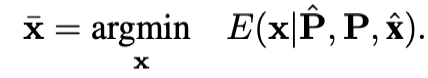 x̄ = argmin E(x|P̂, P, x̂).
x